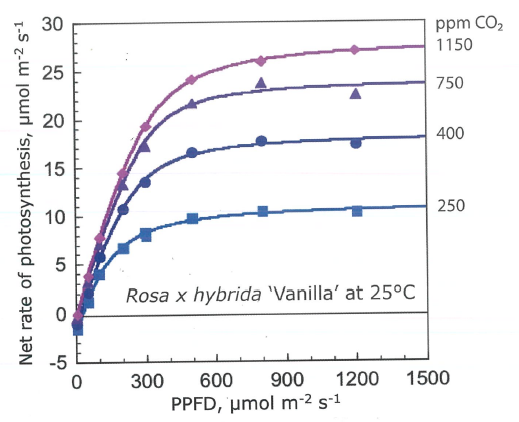 ppm CO₂
1150
750
400
250
Net rate of photosynthesis, µmol m⁻² s⁻¹
30
25
20
15
10
5
0
-5
Rosa x hybrida ‘Vanilla’ at 25ºC
0 300 600 900 1200 1500
PPFD, µmol m⁻² s⁻¹